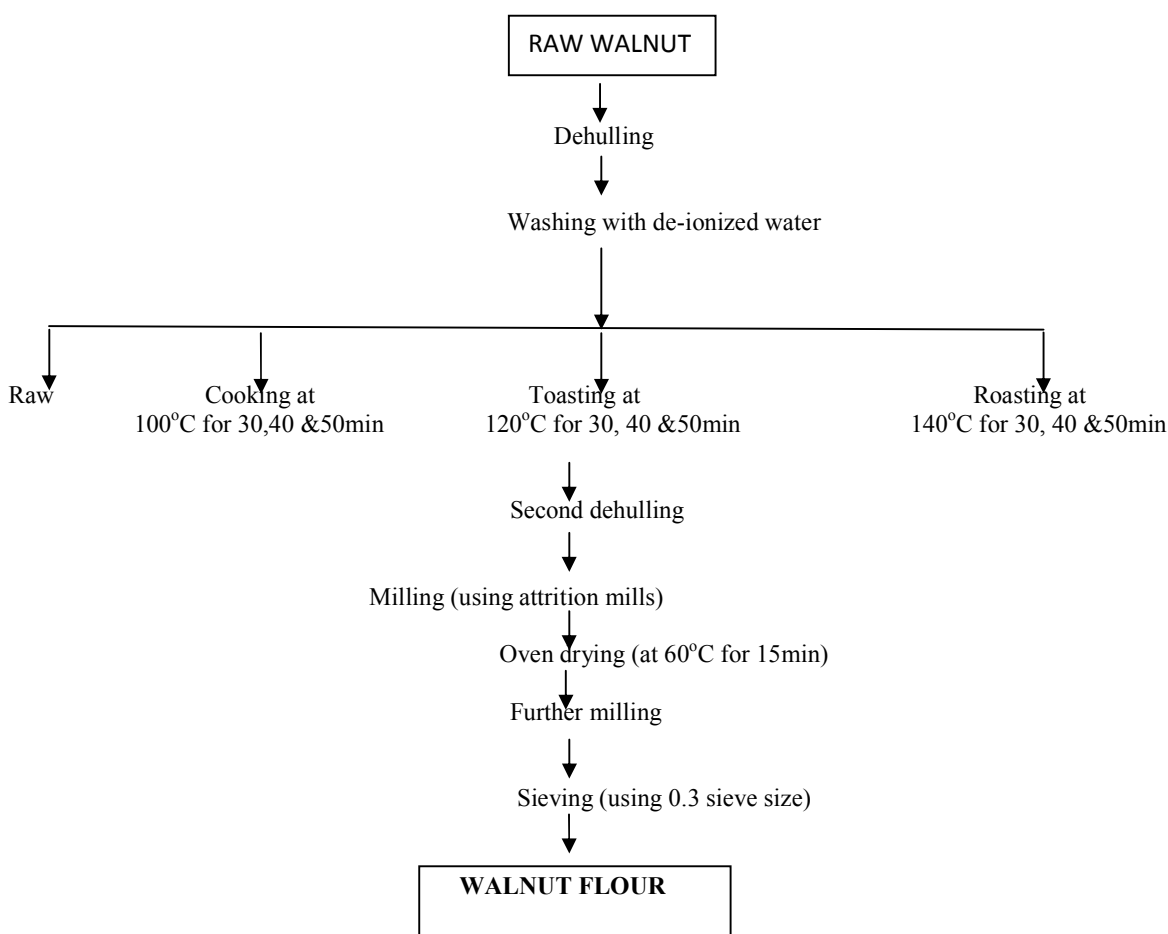 RAW WALNUT
Dehulling
Washing with de-ionized water
Raw
Cooking at
100°C for 30,40 &50min
Toasting at
120°C for 30, 40 &50min
Roasting at
140°C for 30, 40 &50min
Second dehulling
Milling (using attrition mills)
Oven drying (at 60°C for 15min)
Further milling
Sieving (using 0.3 sieve size)
WALNUT FLOUR